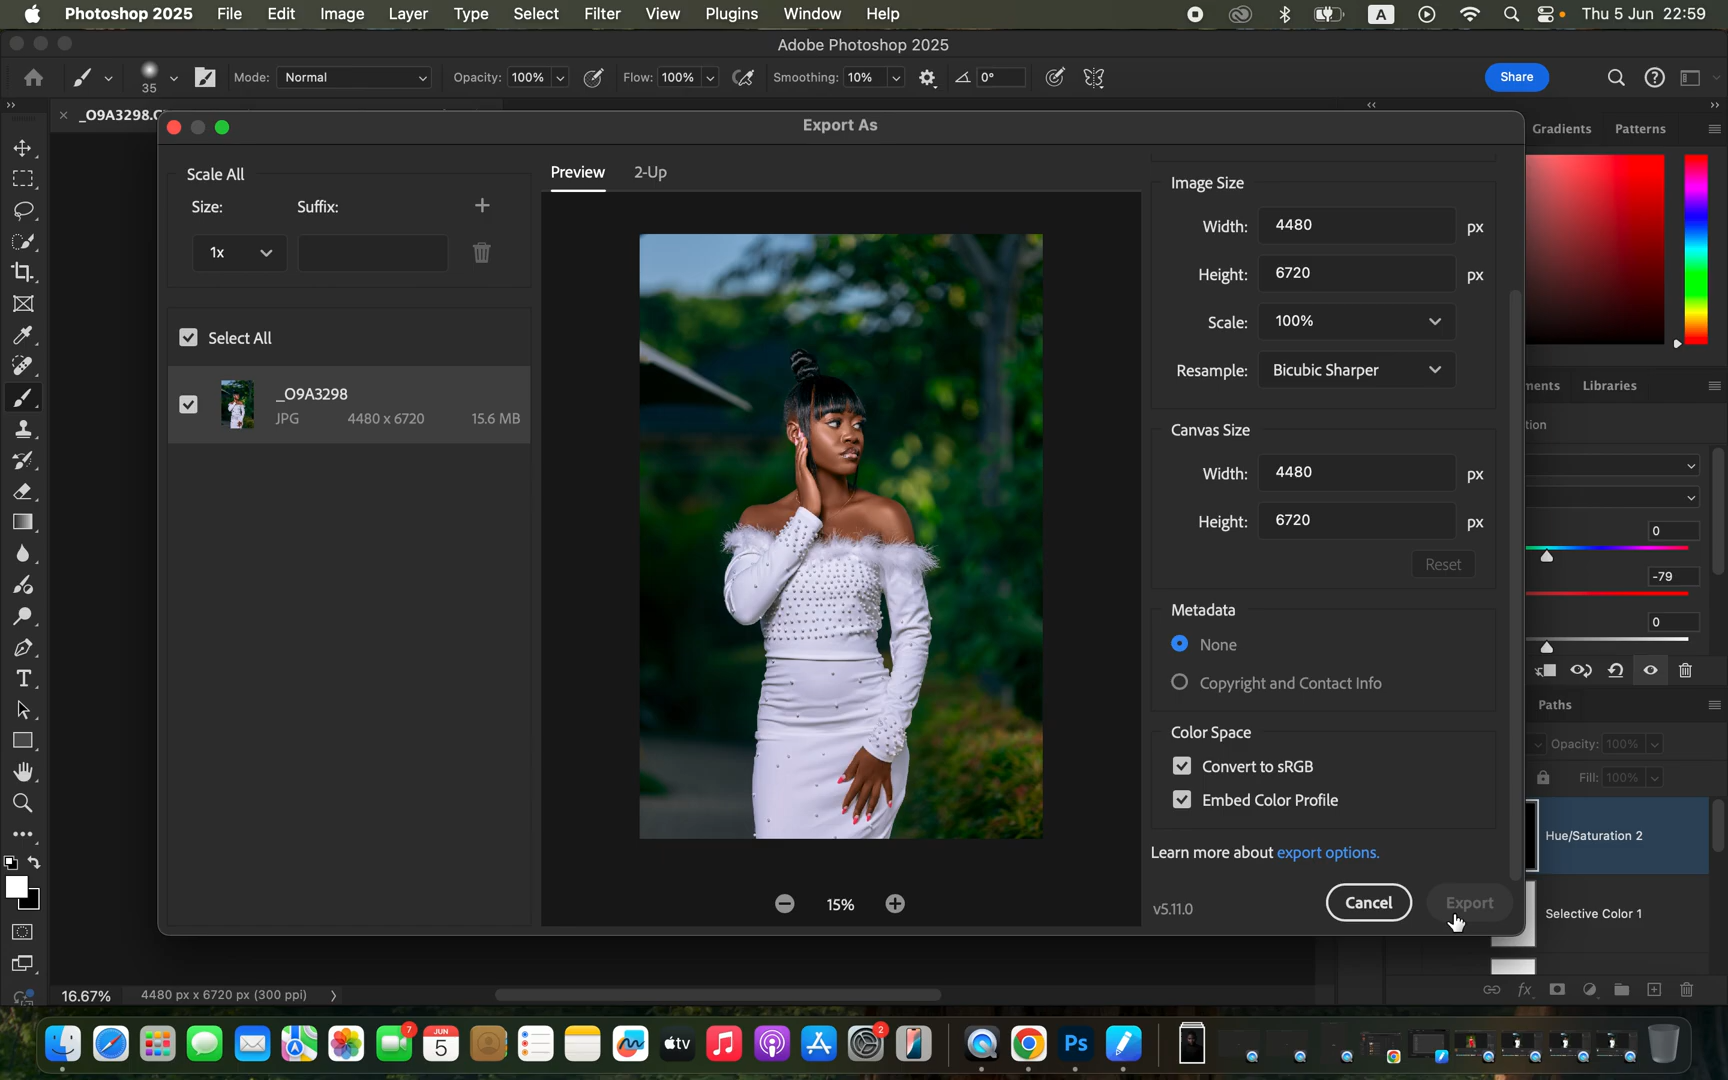 Photoshop 2025 File Edit Image Layer Type Select Filter View Plugins Window Help A Thu 5 Jun 22:59
Adobe Photoshop 2025
35 Mode: Normal Opacity: 100% Flow: 100% Smoothing: 10% 0° Share
_O9A3298.C
Export As
Gradients Patterns
Scale All
Size: Suffix:
1x
Select All
_O9A3298
JPG 4480 x 6720 15.6 MB
Preview 2-Up
15%
Image Size
Width: 4480 px
Height: 6720 px
Scale: 100%
Resample: Bicubic Sharper
Canvas Size
Width: 4480 px
Height: 6720 px
Reset
Metadata
None
Copyright and Contact Info
Color Space
Convert to sRGB
Embed Color Profile
Learn more about export options.
v5.11.0 Cancel Export
ments Libraries
tion
0
-79
0
Paths
Opacity: 100%
Fill: 100%
Hue/Saturation 2
Selective Color 1
fx
16.67% 4480 px x 6720 px (300 ppi)
7
JUN
5
tv
2
Ps